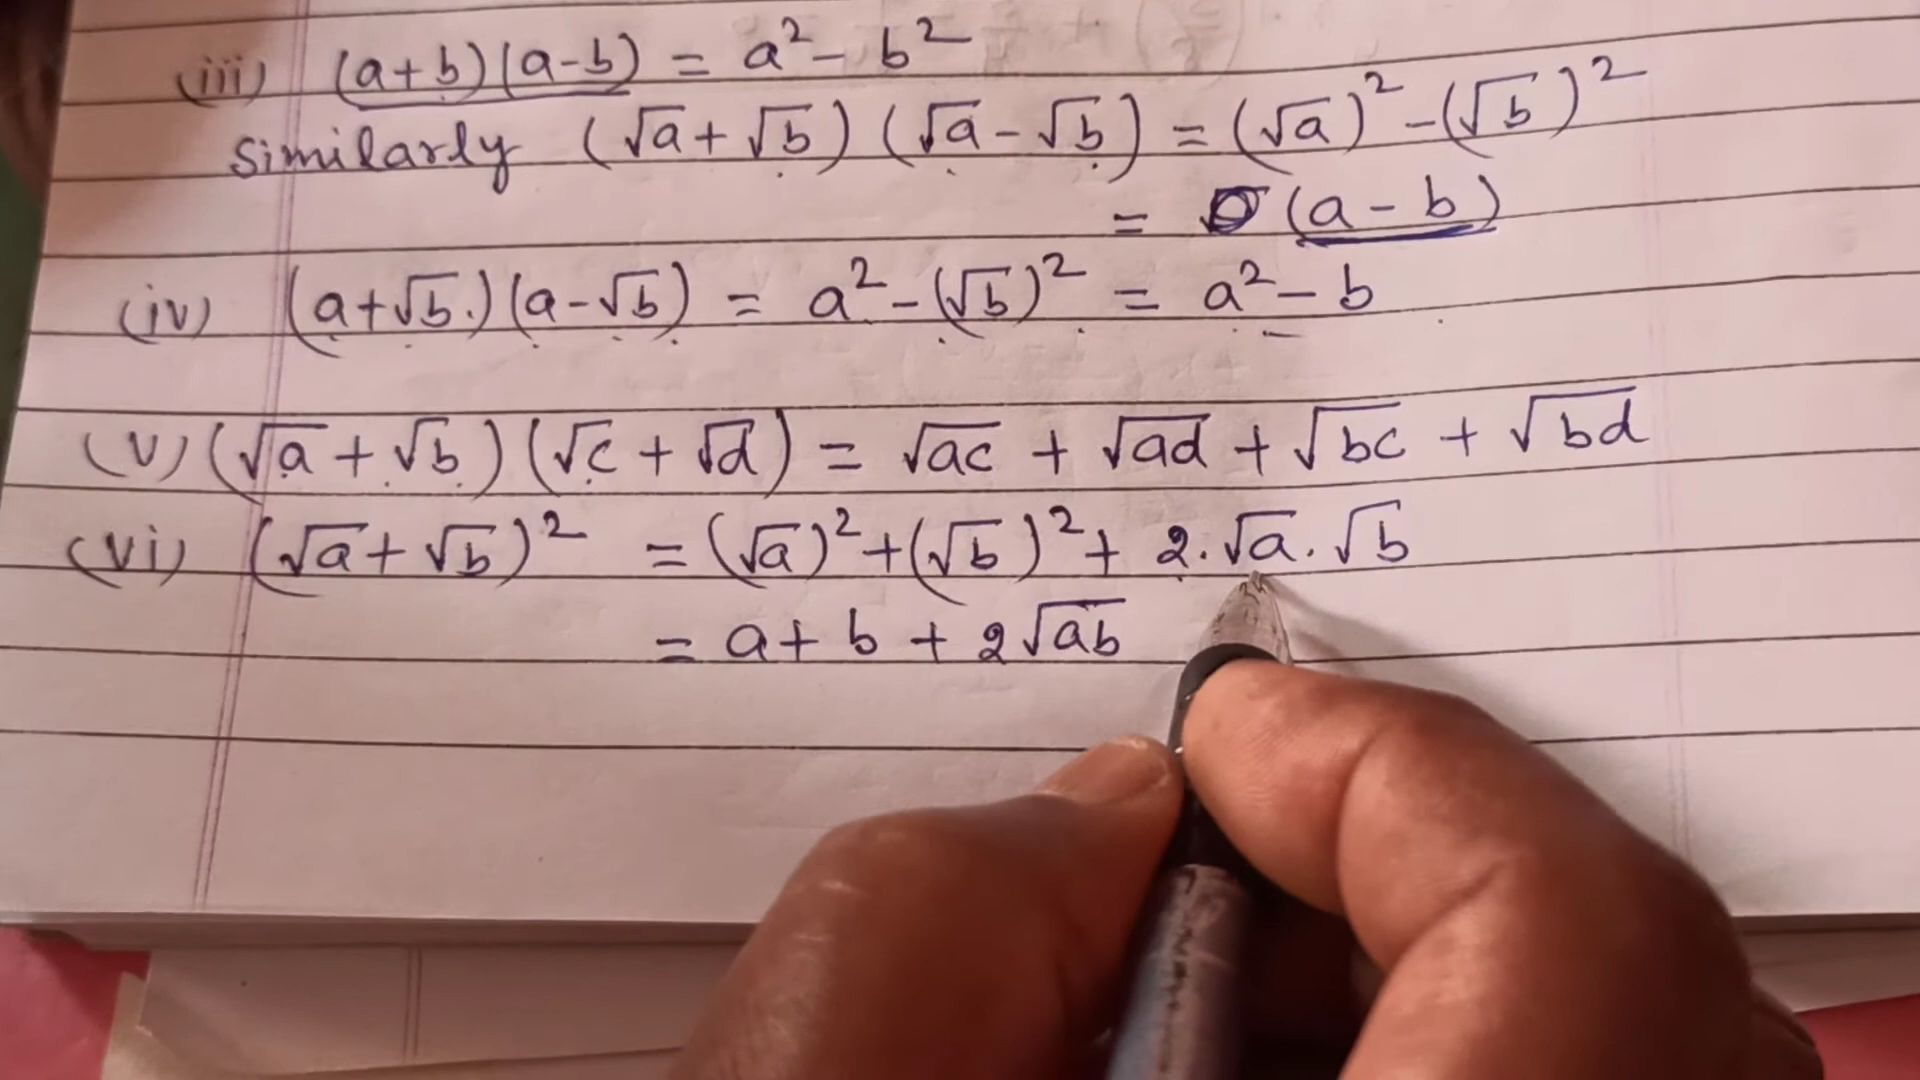 (iii) (a+b)(a-b) = a² - b²
Similarly (√a + √b) (√a - √b) = (√a)² - (√b)²
= (a - b)
(iv) (a+√b.)(a-√b) = a² - (√b)² = a² - b
(v) (√a + √b) (√c + √d) = √ac + √ad + √bc + √bd
(vi) (√a + √b)² = (√a)² + (√b)² + 2.√a.√b
= a + b + 2√ab